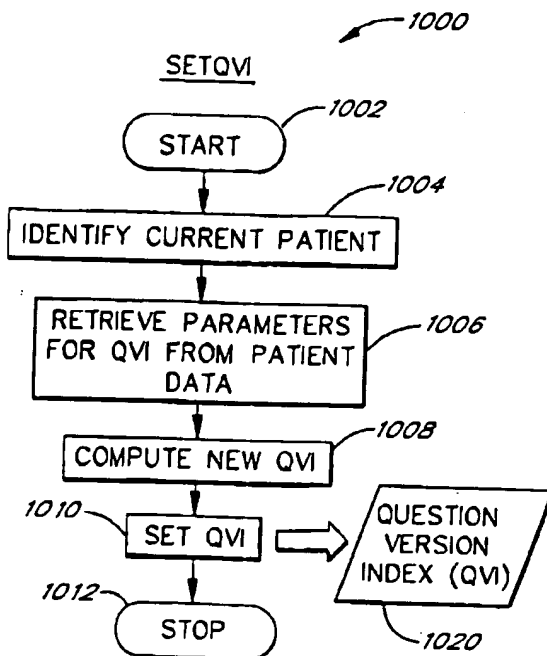 1000
SETQVI
1002
START
1004
IDENTIFY CURRENT PATIENT
1006
RETRIEVE PARAMETERS
FOR QVI FROM PATIENT
DATA
1008
COMPUTE NEW QVI
1010
SET QVI
QUESTION
VERSION
INDEX (QVI)
1012
STOP
1020